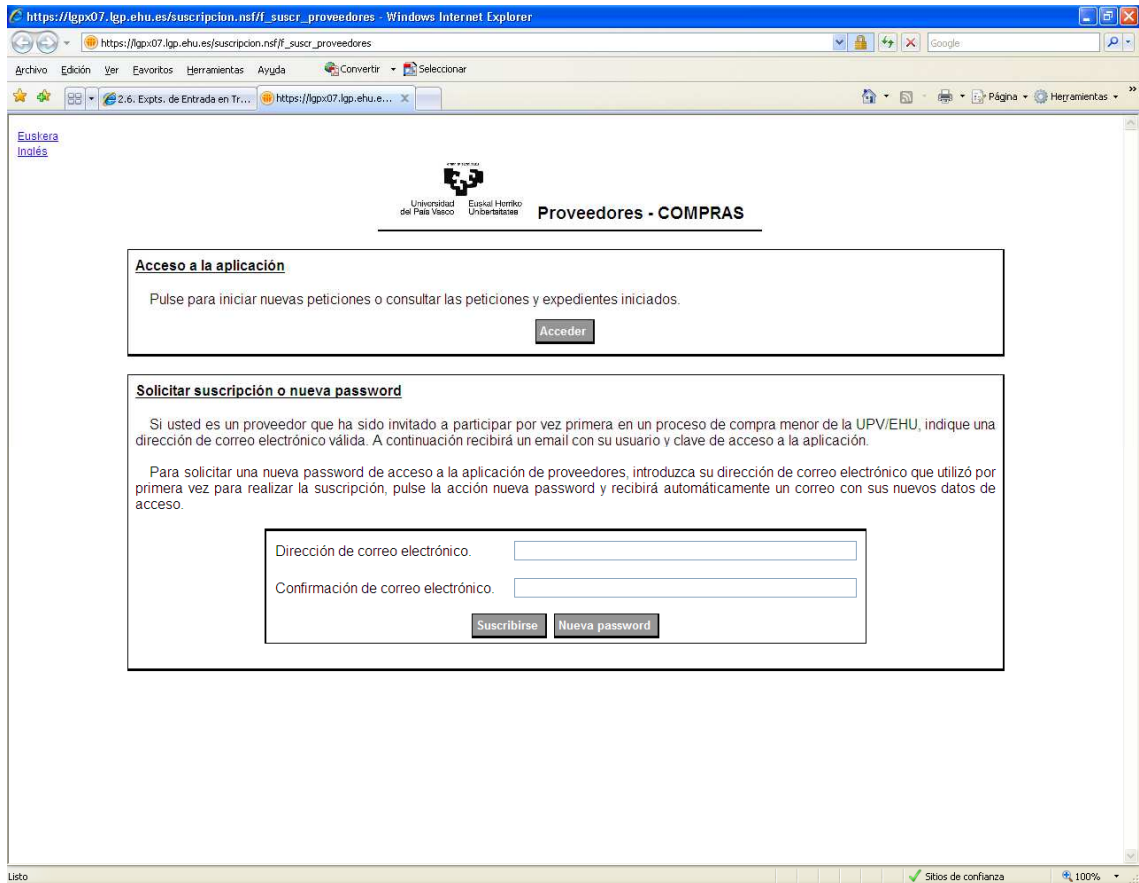 https://lgpx07.lgp.ehu.es/suscripcion.nsf/f_suscr_proveedores - Windows Internet Explorer
https://lgpx07.lgp.ehu.es/suscripcion.nsf/f_suscr_proveedores
Google
Archivo Edición Ver Favoritos Herramientas Ayuda Convertir Seleccionar
2.6. Expts. de Entrada en Tr... https://lgpx07.lgp.ehu.e... Página Herramientas
Euskera
Inglés
Universidad del País Vasco
Euskal Herriko Unibertsitatea
Proveedores - COMPRAS
Acceso a la aplicación
Pulse para iniciar nuevas peticiones o consultar las peticiones y expedientes iniciados.
Acceder
Solicitar suscripción o nueva password
Si usted es un proveedor que ha sido invitado a participar por vez primera en un proceso de compra menor de la UPV/EHU, indique una
dirección de correo electrónico válida. A continuación recibirá un email con su usuario y clave de acceso a la aplicación.
Para solicitar una nueva password de acceso a la aplicación de proveedores, introduzca su dirección de correo electrónico que utilizó por
primera vez para realizar la suscripción, pulse la acción nueva password y recibirá automáticamente un correo con sus nuevos datos de
acceso.
Dirección de correo electrónico.
Confirmación de correo electrónico.
Suscribirse Nueva password
Listo Sitios de confianza 100%